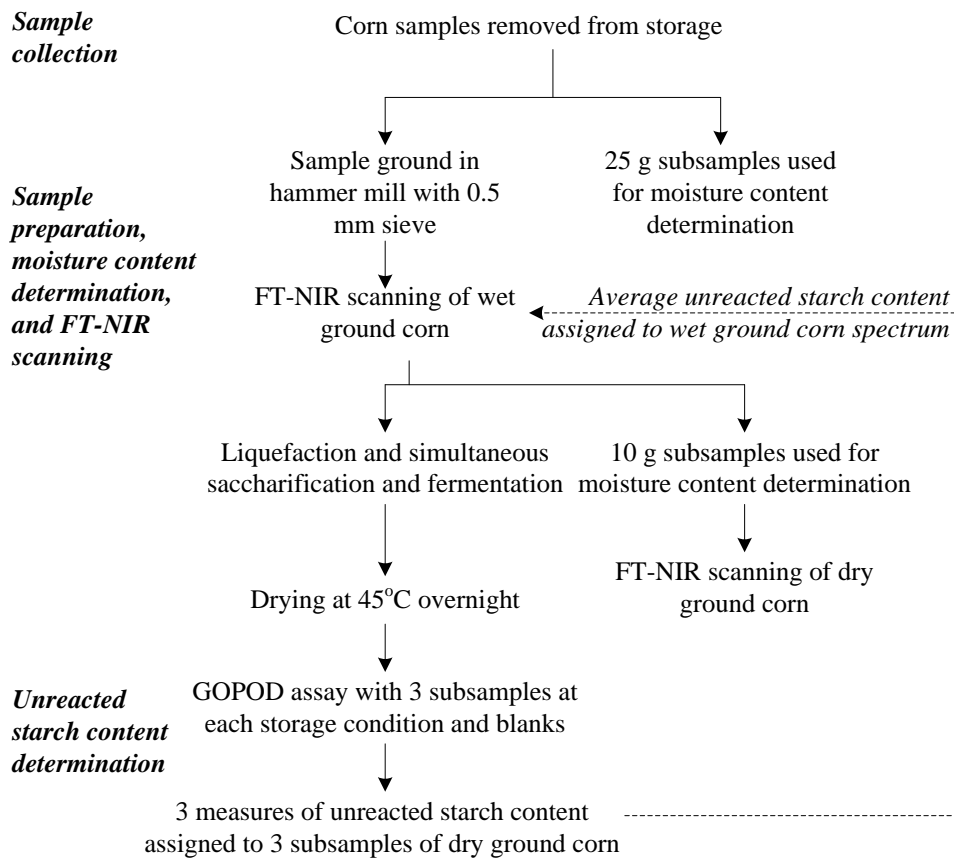 Sample
collection
Corn samples removed from storage
Sample
preparation,
moisture content
determination,
and FT-NIR
scanning
Sample ground in
hammer mill with 0.5
mm sieve
25 g subsamples used
for moisture content
determination
FT-NIR scanning of wet
ground corn
Average unreacted starch content
assigned to wet ground corn spectrum
Liquefaction and simultaneous
saccharification and fermentation
10 g subsamples used for
moisture content determination
Drying at 45°C overnight
FT-NIR scanning of dry
ground corn
Unreacted
starch content
determination
GOPOD assay with 3 subsamples at
each storage condition and blanks
3 measures of unreacted starch content
assigned to 3 subsamples of dry ground corn